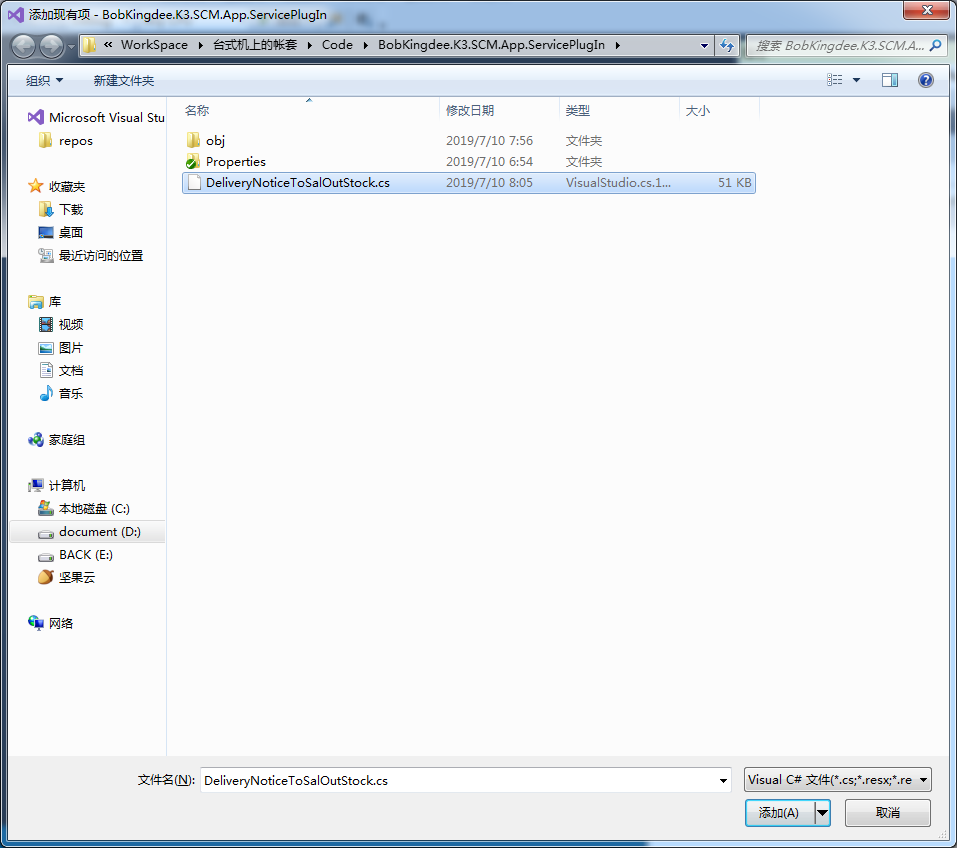 添加现有项 - BobKingdee.K3.SCM.App.ServicePlugIn
« WorkSpace 台式机上的帐套 Code BobKingdee.K3.SCM.App.ServicePlugIn
搜索 BobKingdee.K3.SCM.A...
组织 新建文件夹
名称 修改日期 类型 大小
Microsoft Visual Stu
repos
收藏夹
下载
桌面
最近访问的位置
库
视频
图片
文档
音乐
家庭组
计算机
本地磁盘 (C:)
document (D:)
BACK (E:)
坚果云
网络
obj 2019/7/10 7:56 文件夹
Properties 2019/7/10 6:54 文件夹
DeliveryNoticeToSalOutStock.cs 2019/7/10 8:05 VisualStudio.cs.1... 51 KB
文件名(N): DeliveryNoticeToSalOutStock.cs Visual C# 文件(*.cs;*.resx;*.re
添加(A) 取消